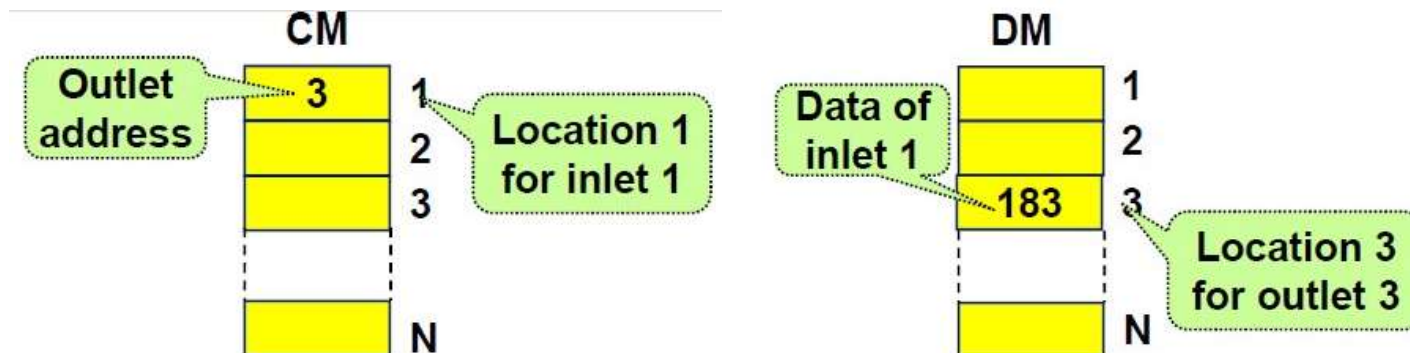 CM
Outlet
address
3
1
2
3
N
Location 1
for inlet 1
DM
Data of
inlet 1
183
1
2
3
N
Location 3
for outlet 3